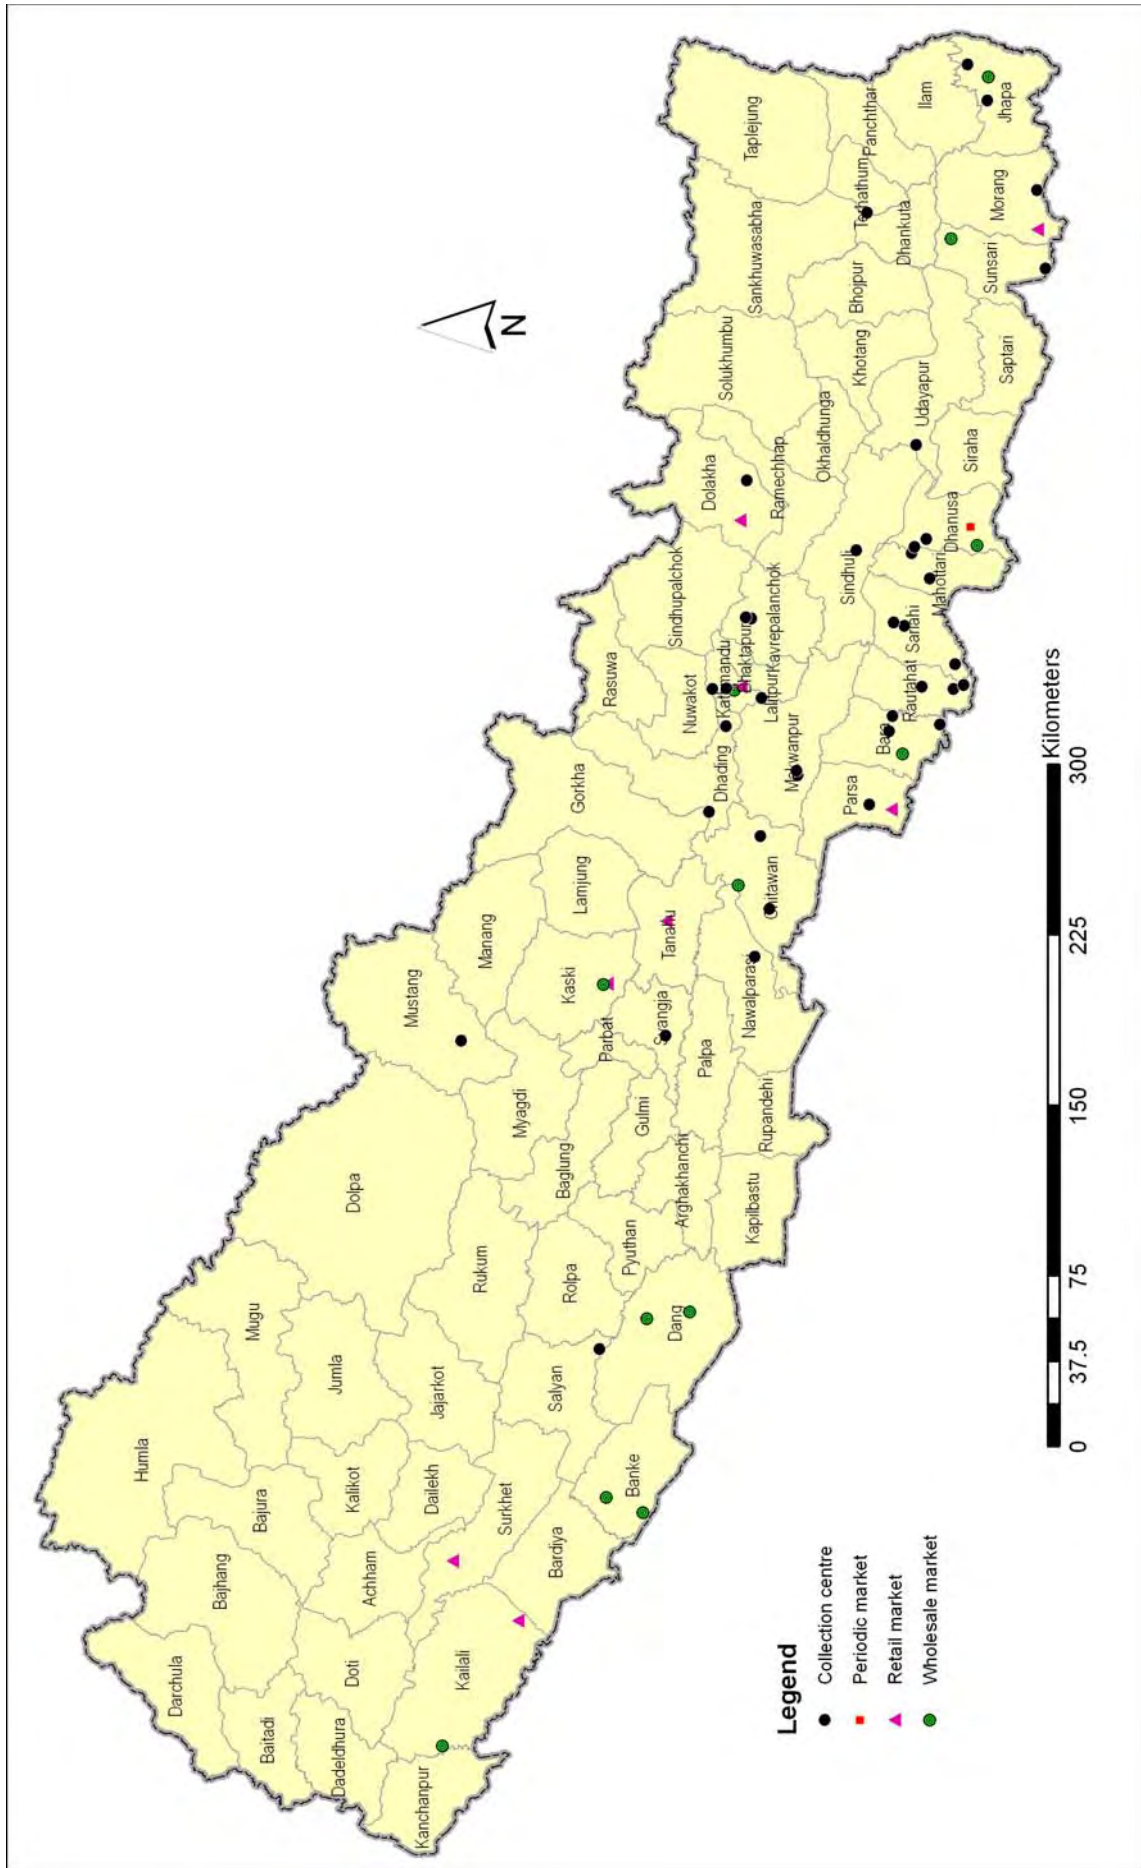 Humla
Darchula
Bajhang
Mugu
Bajura
Baitadi
Dolpa
Jumla
Kalikot
Doti
Achham
Dadeldhura
Mustang
Kanchanpur
Jajarkot
Dailekh
Kailali
Manang
Rukum
Surkhet
Myagdi
Bardiya
Salyan
Rolpa
Baglung
Kaski
Lamjung
Gorkha
Parbat
Rasuwa
Banke
Pyuthan
Gulmi
Syangja
Tanahu
Dang
Arghakhanchi
Palpa
Nuwakot
Sindhupalchok
Dhading
Kathmandu
Bhaktapur
Dolakha
Solukhumbu
Taplejung
Sankhuwasabha
Kapilbastu
Rupandehi
Nawalparasi
Chitawan
Lalitpur
Kavrepalanchok
Ramechhap
Makwanpur
Okhaldhunga
Khotang
Bhojpur
Terhathum
Panchthar
Sindhuli
Dhankuta
Ilam
Parsa
Bara
Rautahat
Sarlahi
Mahottari
Dhanusa
Udayapur
Siraha
Saptari
Sunsari
Morang
Jhapa
N
Legend
Collection centre
Periodic market
Retail market
Wholesale market
0 37.5 75 150 225 300
Kilometers